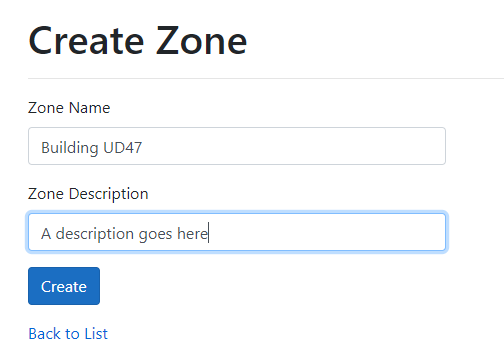 Create Zone
Zone Name
Building UD47
Zone Description
A description goes here
Create
Back to List